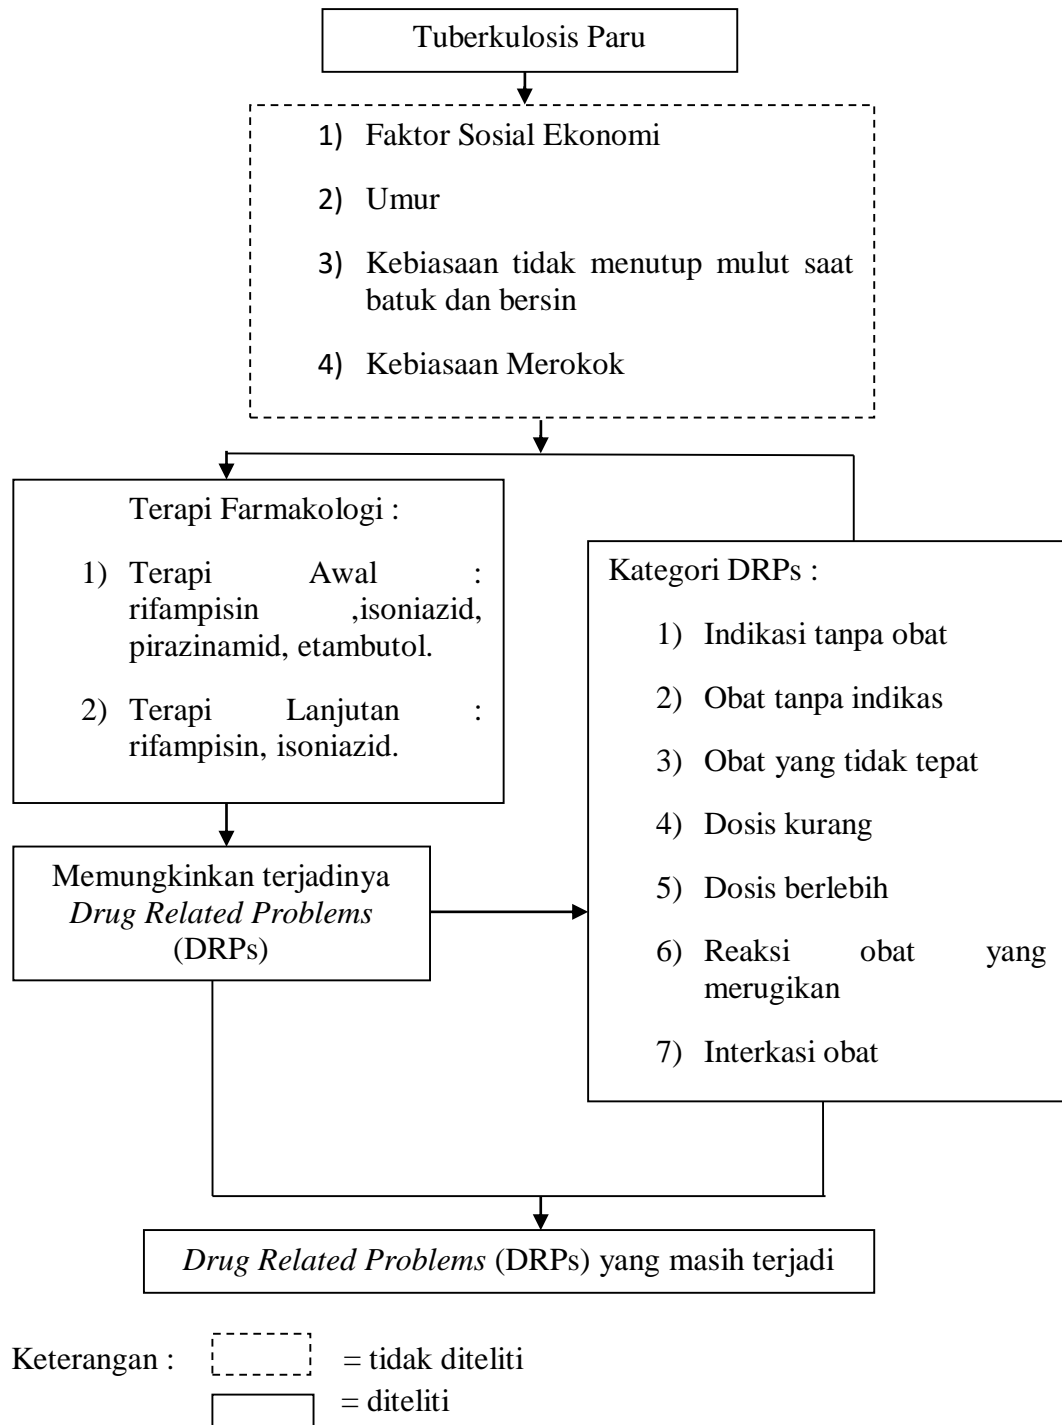 Tuberkulosis Paru
1) Faktor Sosial Ekonomi
2) Umur
3) Kebiasaan tidak menutup mulut saat
batuk dan bersin
4) Kebiasaan Merokok
Terapi Farmakologi :
1) Terapi Awal :
rifampisin ,isoniazid,
pirazinamid, etambutol.
2) Terapi Lanjutan :
rifampisin, isoniazid.
Memungkinkan terjadinya
Drug Related Problems
(DRPs)
Kategori DRPs :
1) Indikasi tanpa obat
2) Obat tanpa indikas
3) Obat yang tidak tepat
4) Dosis kurang
5) Dosis berlebih
6) Reaksi obat yang
merugikan
7) Interkasi obat
Drug Related Problems (DRPs) yang masih terjadi
Keterangan : = tidak diteliti
= diteliti